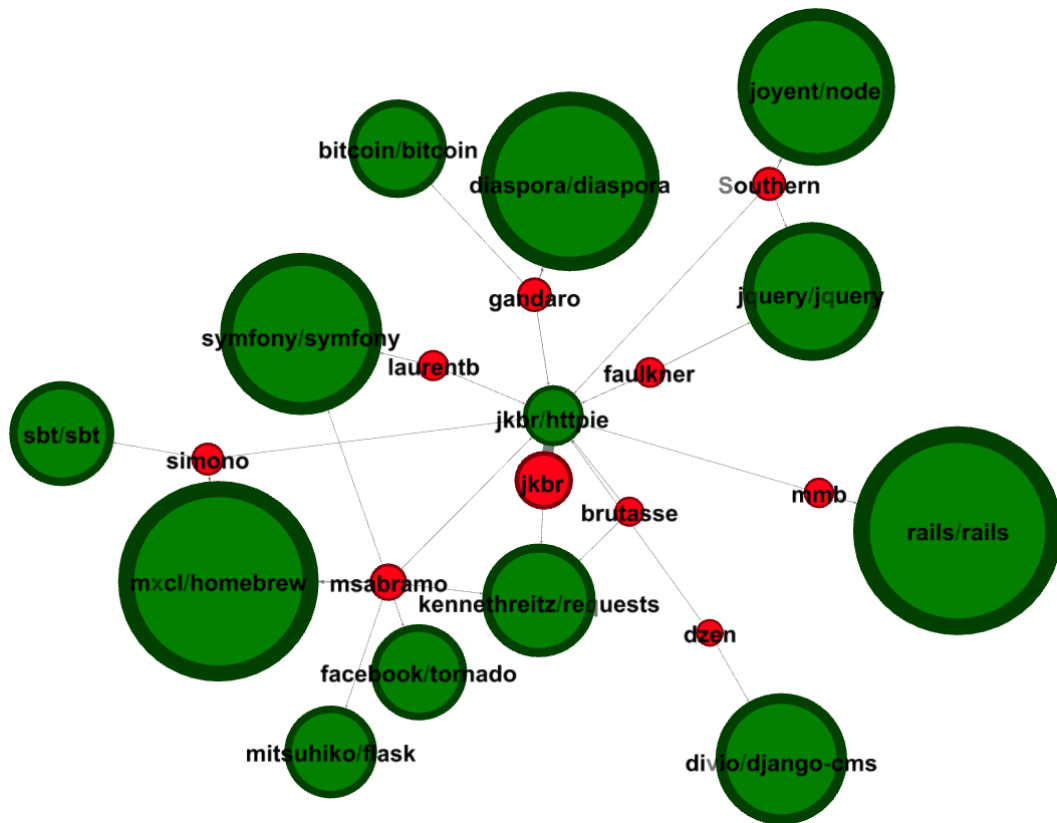 joyent/node
bitcoin/bitcoin
diaspora/diaspora
Southern
gandaro
jquery/jquery
symfony/symfony
laurentb
faulkner
jkbr/httpie
sbt/sbt
simono
jkbr
mmb
brutasse
rails/rails
mxcl/homebrew
msabramo
kennethreitz/requests
dzen
facebook/tornado
mitsuhiko/flask
divio/django-cms